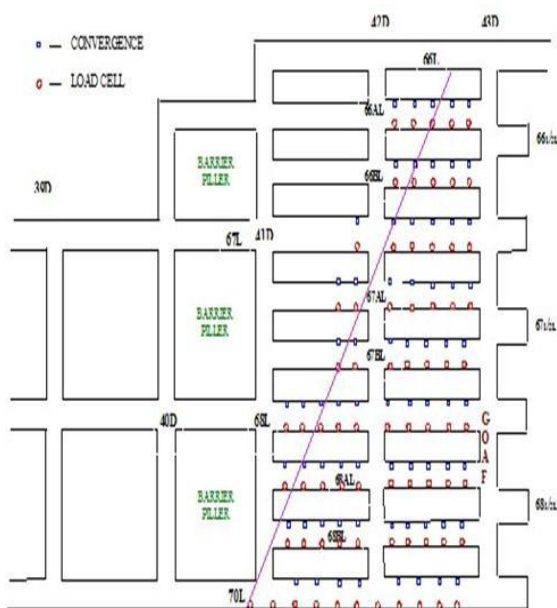 42D 43D
— CONVERGENCE
66L
— LOAD CELL
66AL
BARRIER
PILLER
66BL
39D
67L 41D
67AL
BARRIER
PILLER
67BL
40D 68L
GOAF
68AL
BARRIER
PILLER
68BL
70L